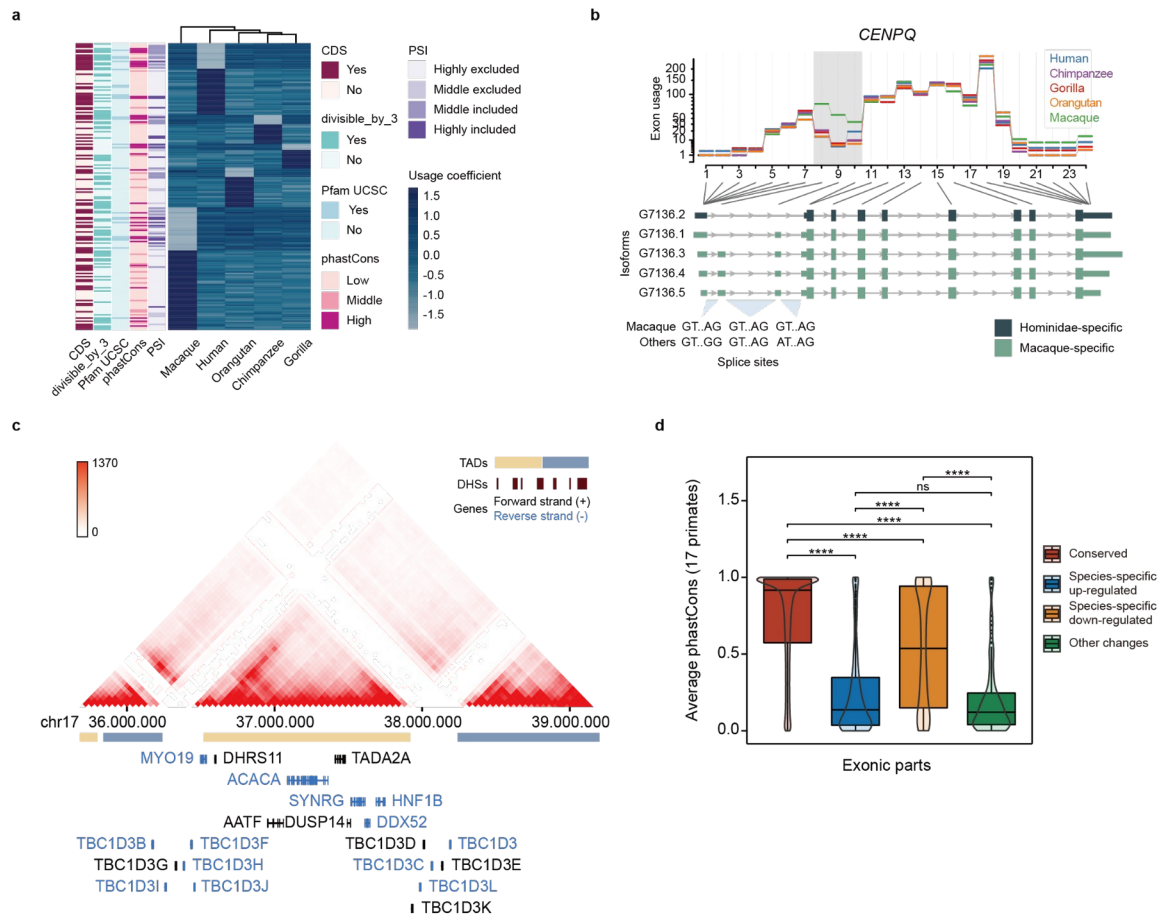 a
CDS
Yes
No
divisible_by_3
Yes
No
Pfam UCSC
Yes
No
phastCons
Low
Middle
High
PSI
Highly excluded
Middle excluded
Middle included
Highly included
Usage coefficient
1.5
1.0
0.5
0.0
-0.5
-1.0
-1.5
CDS
divisible_by_3
Pfam UCSC
phastCons
PSI
Macaque
Human
Orangutan
Chimpanzee
Gorilla
b
CENPQ
Exon usage
200
150
100
50
30
20
10
1
Human
Chimpanzee
Gorilla
Orangutan
Macaque
1 3 5 7 9 11 13 15 17 19 21 23
Isoforms
G7136.2
G7136.1
G7136.3
G7136.4
G7136.5
Macaque GT..AG GT..AG GT..AG
Others GT..GG GT..AG AT..AG
Splice sites
Hominidae-specific
Macaque-specific
c
1370
0
TADs
DHSs
Genes Forward strand (+)
Reverse strand (-)
chr17 36.0000.000 37.000.000 38.000.000 39.000.000
MYO19 DHRS11 TADA2A
ACACA
SYNRG HNF1B
AATF DUSP14 DDX52
TBC1D3B TBC1D3F TBC1D3D TBC1D3
TBC1D3G TBC1D3H TBC1D3C TBC1D3E
TBC1D3I TBC1D3J TBC1D3L
TBC1D3K
d
Average phastCons (17 primates)
1.5
1.0
0.5
0.0
****
ns
****
****
****
****
Exonic parts
Conserved
Species-specific
up-regulated
Species-specific
down-regulated
Other changes